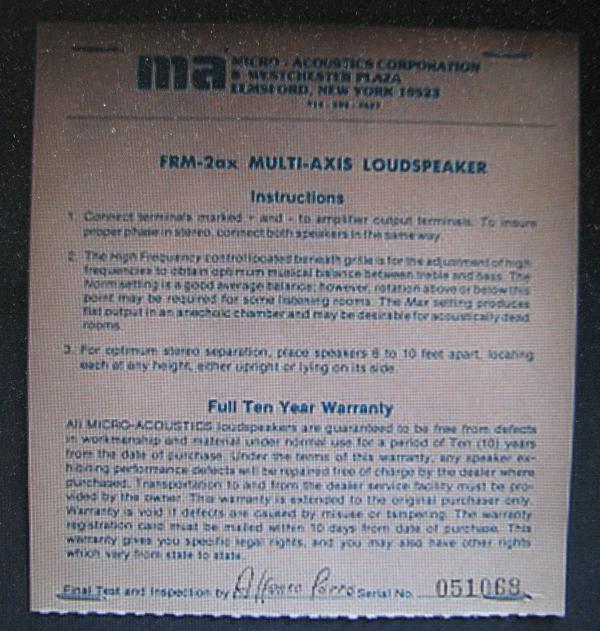 ma MICRO - ACOUSTICS CORPORATION
8 WESTCHESTER PLAZA
ELMSFORD, NEW YORK 10523
FRM-2ax MULTI-AXIS LOUDSPEAKER
Instructions
1. Connect terminals marked + and - to amplifier output terminals. To insure
proper phase in stereo, connect both speakers in the same way.
2. The High Frequency control located beneath grille is for the adjustment of high
frequencies to obtain optimum musical balance between treble and bass. The
Norm setting is a good average balance; however, rotation above or below this
point may be required for some listening rooms. The Max setting produces
flat output in an anechoic chamber and may be desirable for acoustically dead
rooms.
3. For optimum stereo separation, place speakers 6 to 10 feet apart, locating
each at any height, either upright or lying on its side.
Full Ten Year Warranty
All MICRO-ACOUSTICS loudspeakers are guaranteed to be free from defects
in workmanship and material under normal use for a period of Ten (10) years
from the date of purchase. Under the terms of this warranty, any speaker ex-
hibiting performance defects will be repaired free of charge by the dealer where
purchased. Transportation to and from the dealer service facility must be pro-
vided by the owner. This warranty is extended to the original purchaser only.
Warranty is void if defects are caused by misuse or tampering. The warranty
registration card must be mailed within 10 days from date of purchase. This
warranty gives you specific legal rights, and you may also have other rights
which vary from state to state.
Final Test and Inspection by Alfonso Serial No. 051068